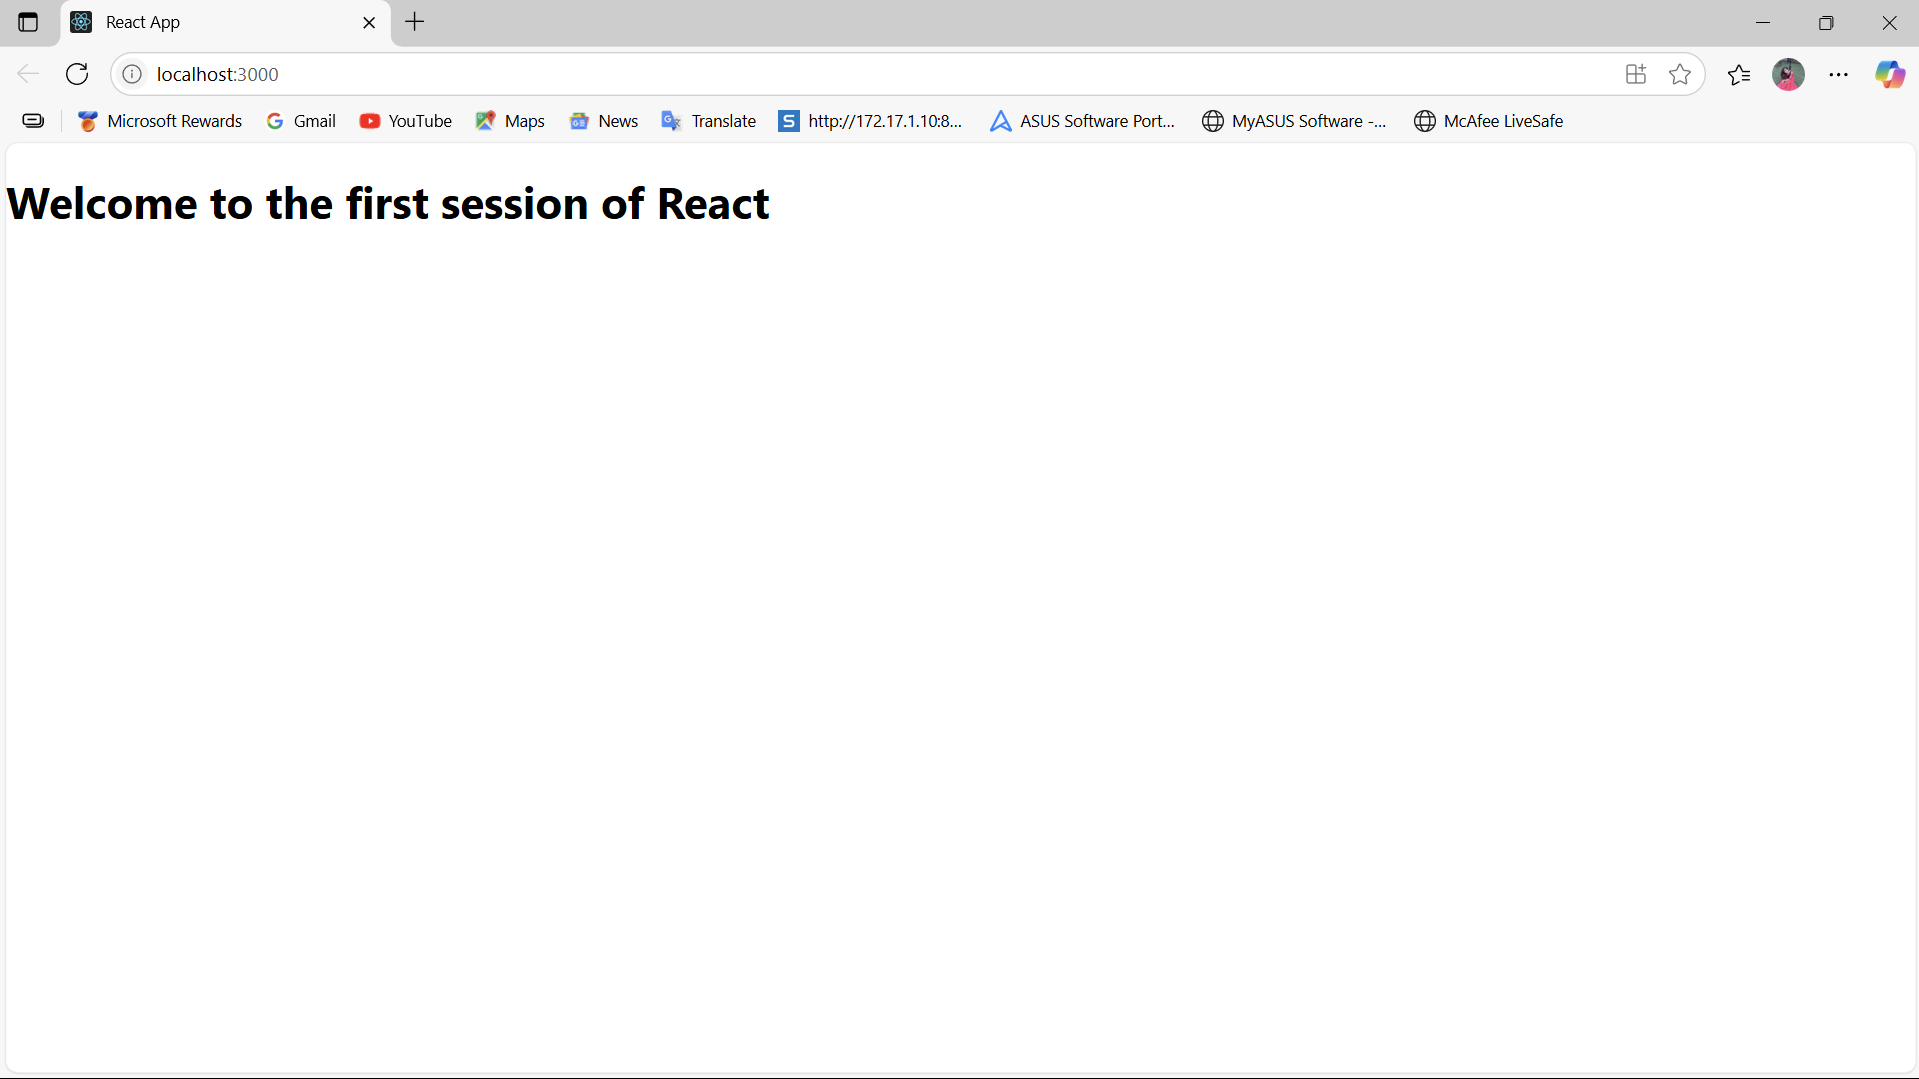 React App
localhost:3000
Microsoft Rewards Gmail YouTube Maps News Translate http://172.17.1.10:8... ASUS Software Port... MyASUS Software -... McAfee LiveSafe
Welcome to the first session of React